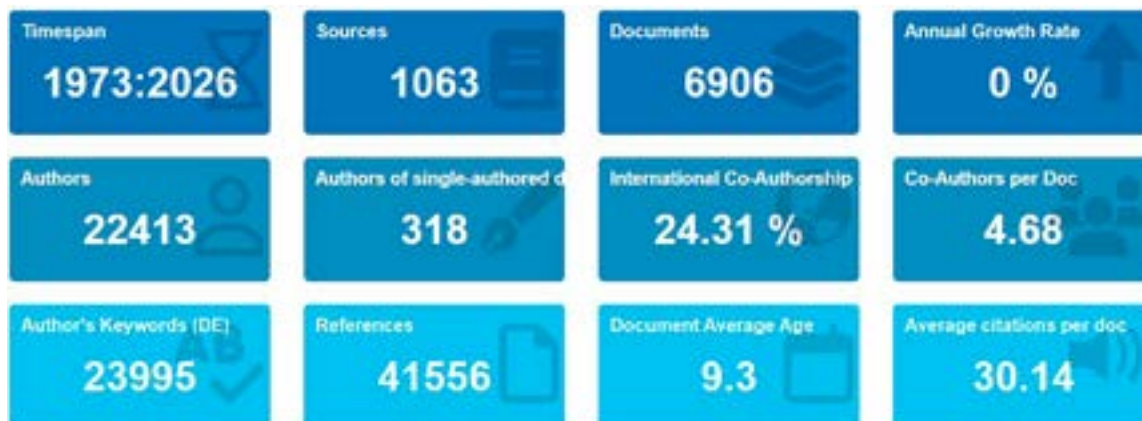 Timespan
1973:2026
Sources
1063
Documents
6906
Annual Growth Rate
0 %
Authors
22413
Authors of single-authored d
318
International Co-Authorship
24.31 %
Co-Authors per Doc
4.68
Author's Keywords (DE)
AB
23995
References
41556
Document Average Age
9.3
Average citations per doc
30.14